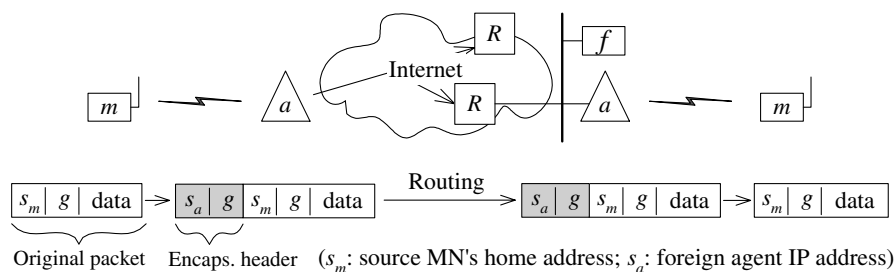 R
f
Internet
m
a
R
a
m
Routing
s_m | g | data
s_a | g | s_m | g | data
s_a | g | s_m | g | data
s_m | g | data
Original packet
Encaps. header
(s_m: source MN's home address; s_a: foreign agent IP address)